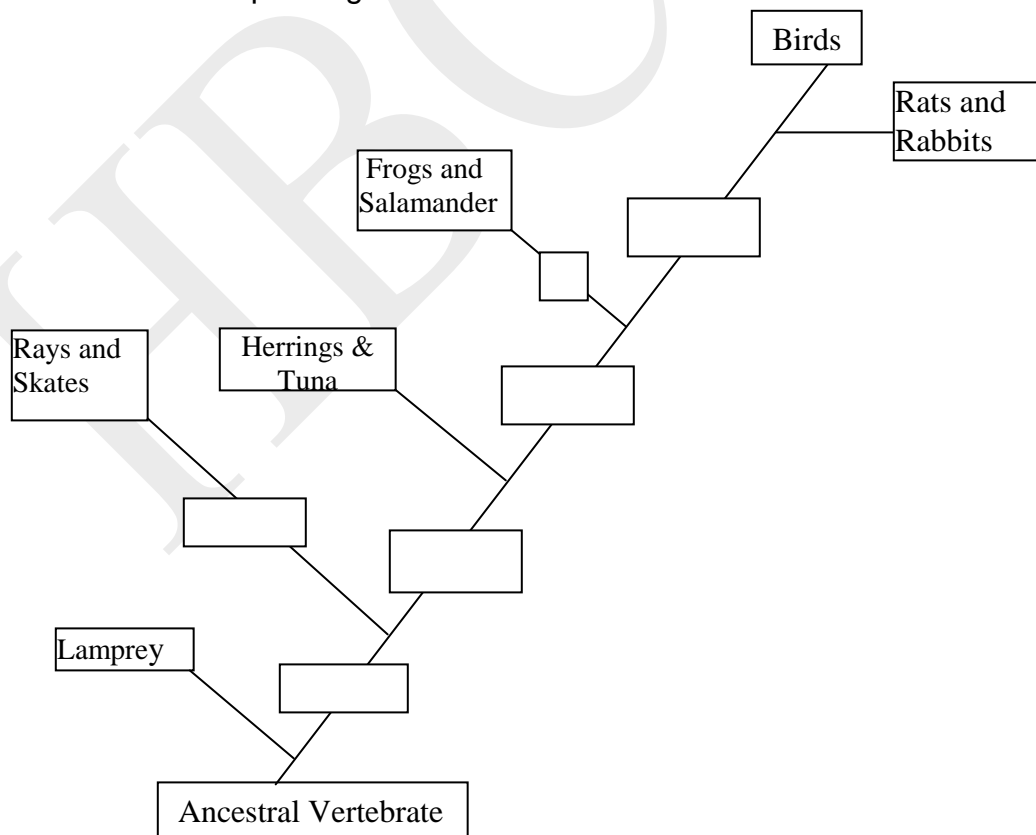 Birds
Rats and
Rabbits
Frogs and
Salamander
Herrings &
Tuna
Rays and
Skates
Lamprey
Ancestral Vertebrate